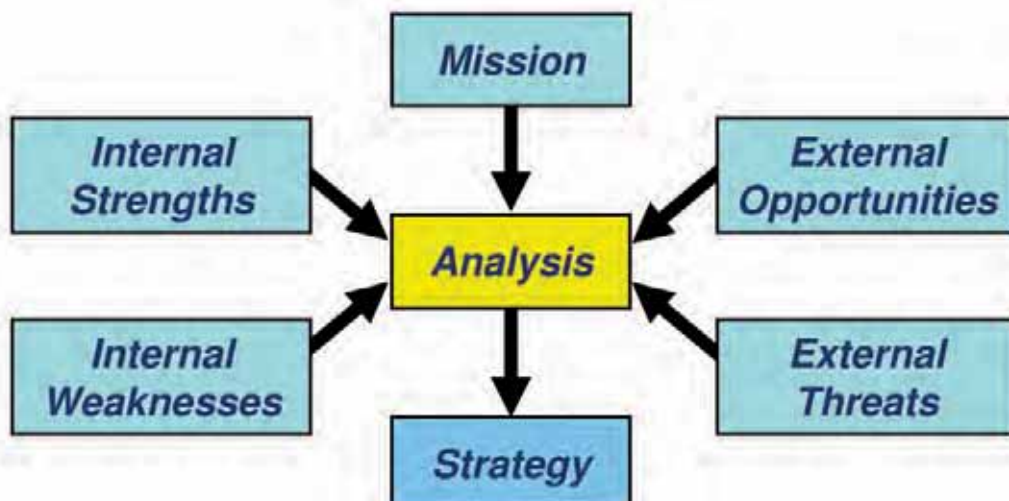 Mission
Internal
Strengths
External
Opportunities
Analysis
Internal
Weaknesses
External
Threats
Strategy